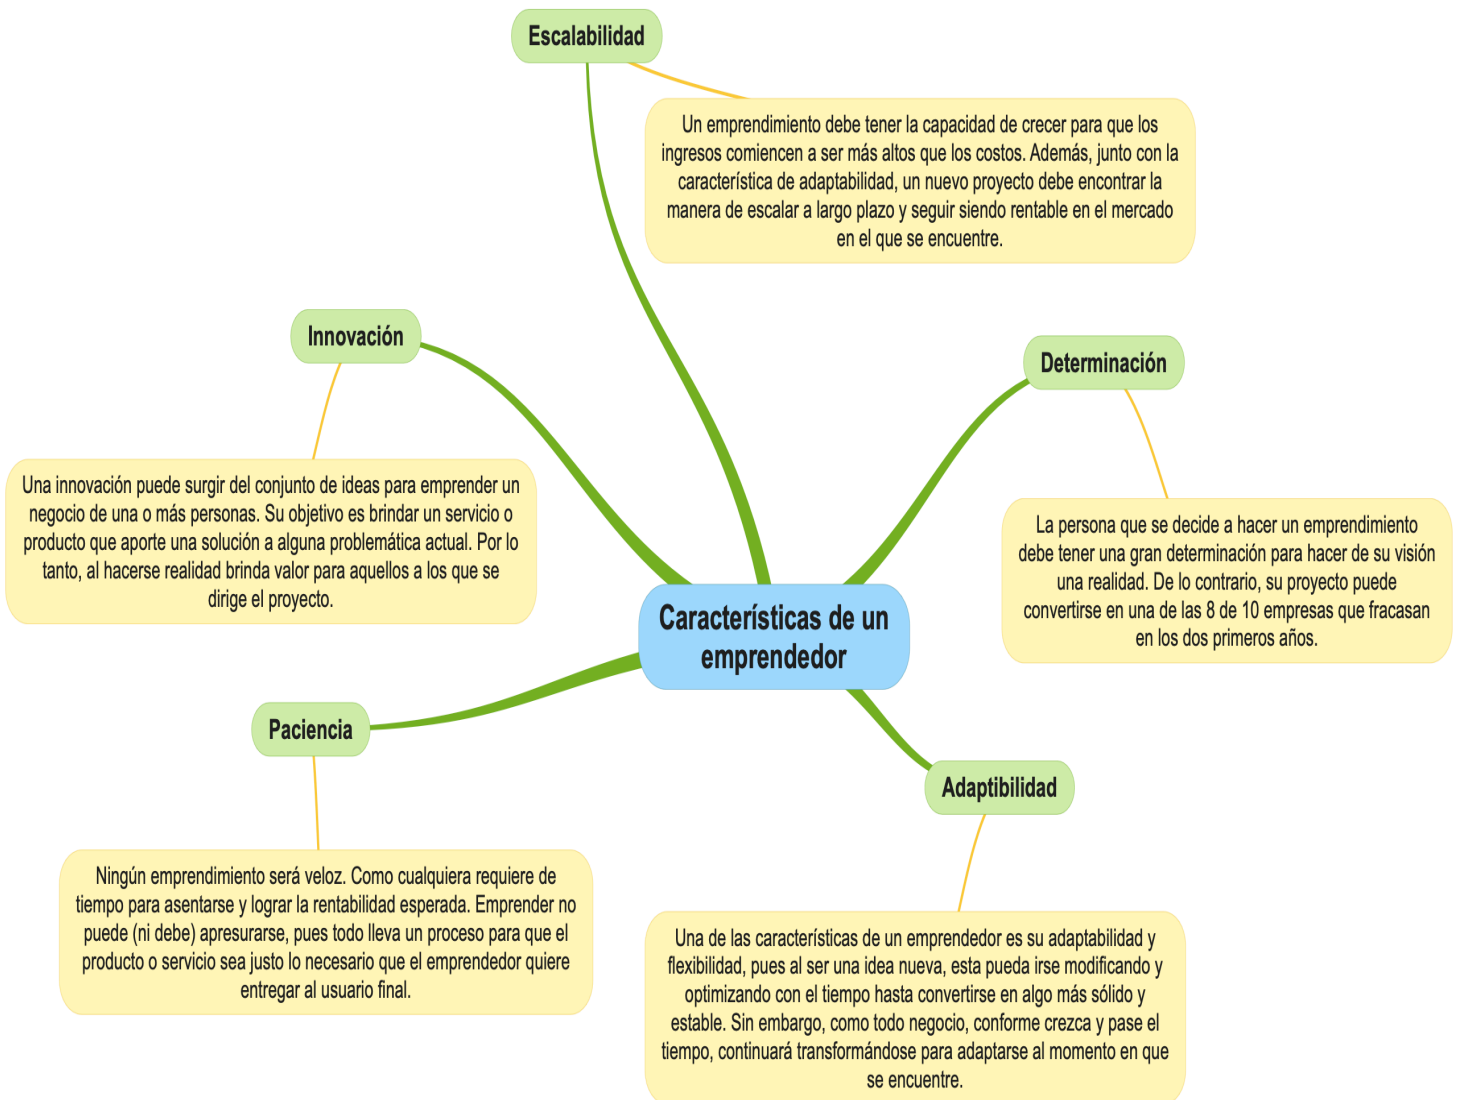 Escalabilidad
Un emprendimiento debe tener la capacidad de crecer para que los
ingresos comiencen a ser más altos que los costos. Además, junto con la
característica de adaptabilidad, un nuevo proyecto debe encontrar la
manera de escalar a largo plazo y seguir siendo rentable en el mercado
en el que se encuentre.
Innovación
Una innovación puede surgir del conjunto de ideas para emprender un
negocio de una o más personas. Su objetivo es brindar un servicio o
producto que aporte una solución a alguna problemática actual. Por lo
tanto, al hacerse realidad brinda valor para aquellos a los que se
dirige el proyecto.
Determinación
La persona que se decide a hacer un emprendimiento
debe tener una gran determinación para hacer de su visión
una realidad. De lo contrario, su proyecto puede
convertirse en una de las 8 de 10 empresas que fracasan
en los dos primeros años.
Características de un
emprendedor
Paciencia
Ningún emprendimiento será veloz. Como cualquiera requiere de
tiempo para asentarse y lograr la rentabilidad esperada. Emprender no
puede (ni debe) apresurarse, pues todo lleva un proceso para que el
producto o servicio sea justo lo necesario que el emprendedor quiere
entregar al usuario final.
Adaptibilidad
Una de las características de un emprendedor es su adaptabilidad y
flexibilidad, pues al ser una idea nueva, esta pueda irse modificando y
optimizando con el tiempo hasta convertirse en algo más sólido y
estable. Sin embargo, como todo negocio, conforme crezca y pase el
tiempo, continuará transformándose para adaptarse al momento en que
se encuentre.